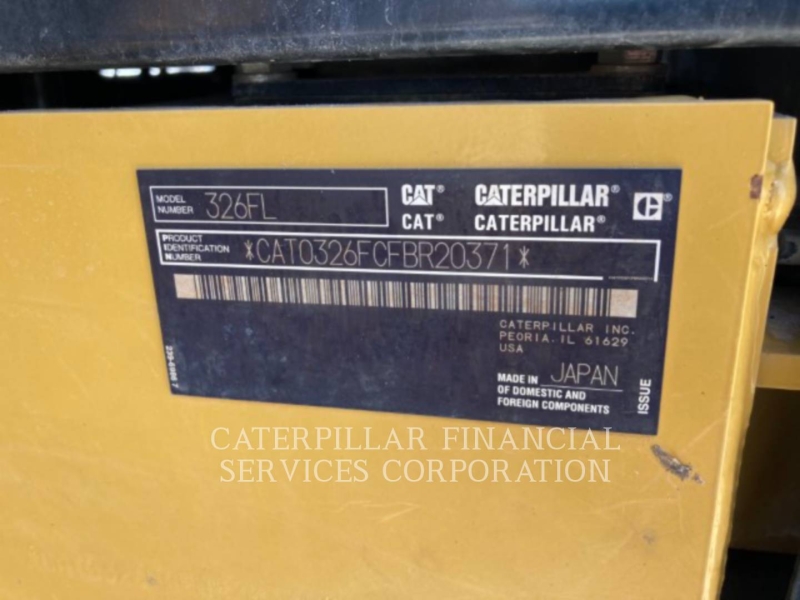 MODEL
NUMBER 326FL
CAT® CATERPILLAR®
CAT® CATERPILLAR®
PRODUCT
IDENTIFICATION
NUMBER *CAT0326FCFBR20371*
CATERPILLAR INC.
PEORIA. IL 61629
USA
MADE IN JAPAN
OF DOMESTIC AND
FOREIGN COMPONENTS
ISSUE
CATERPILLAR FINANCIAL
SERVICES CORPORATION